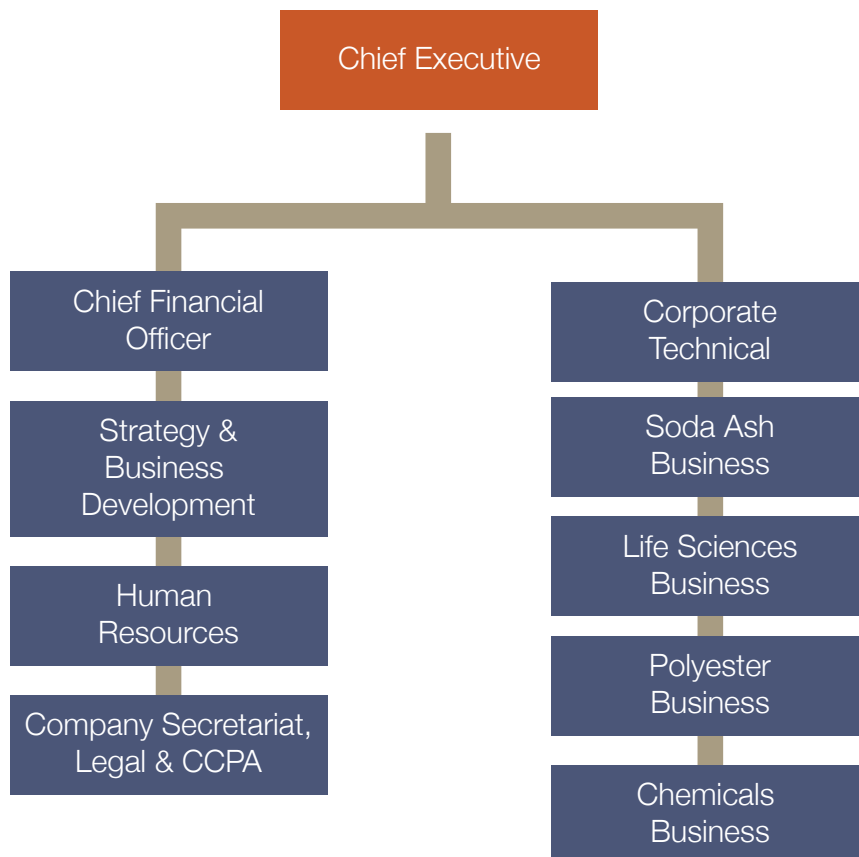 Chief Executive
Chief Financial
Officer
Strategy &
Business
Development
Human
Resources
Company Secretariat,
Legal & CCPA
Corporate
Technical
Soda Ash
Business
Life Sciences
Business
Polyester
Business
Chemicals
Business